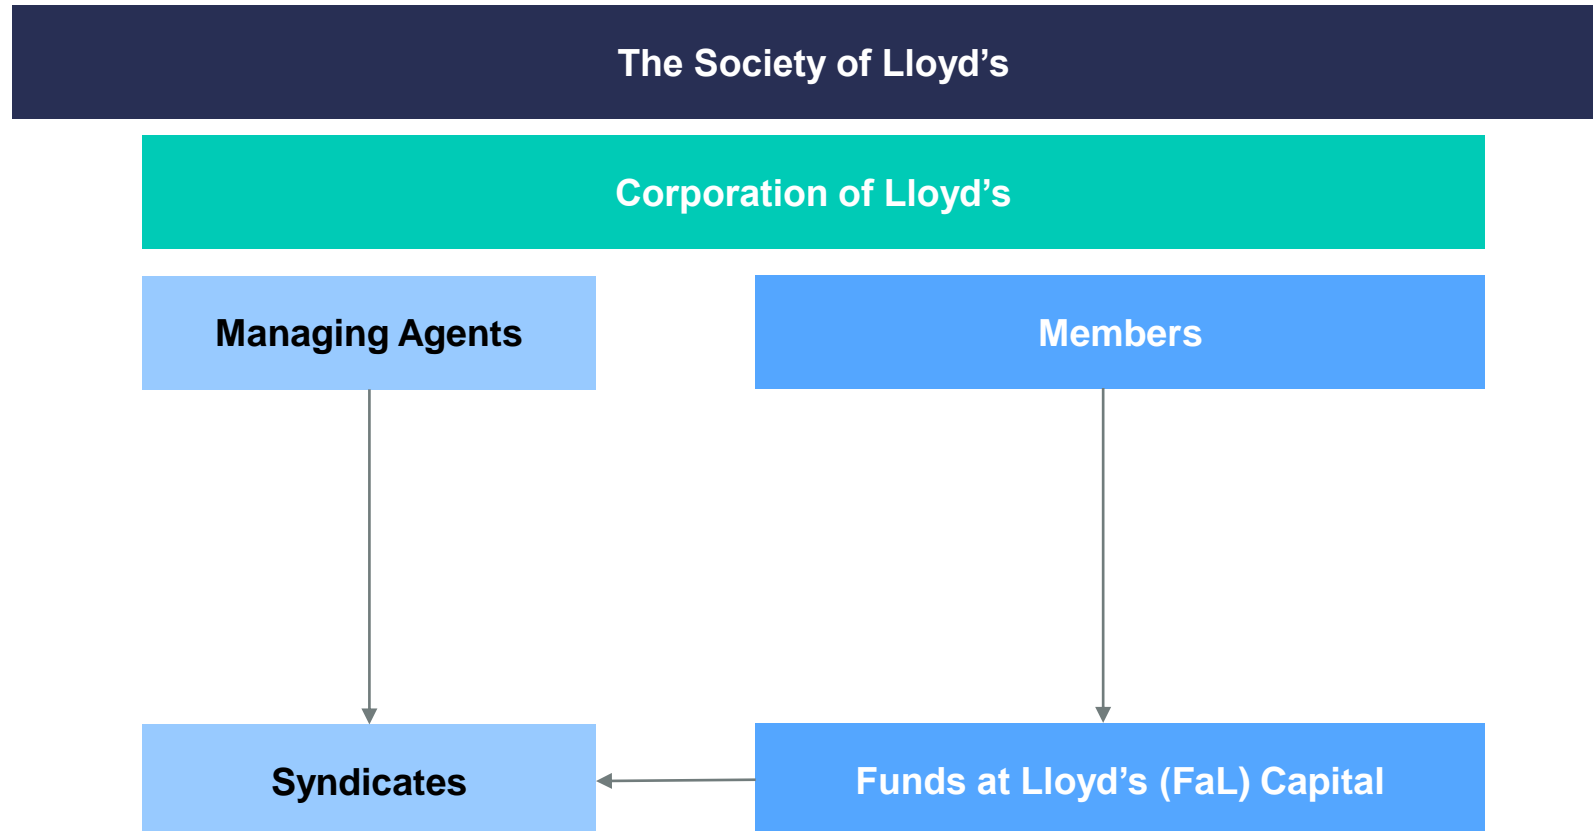 The Society of Lloyd’s
Corporation of Lloyd’s
Managing Agents
Members
Syndicates
Funds at Lloyd’s (FaL) Capital